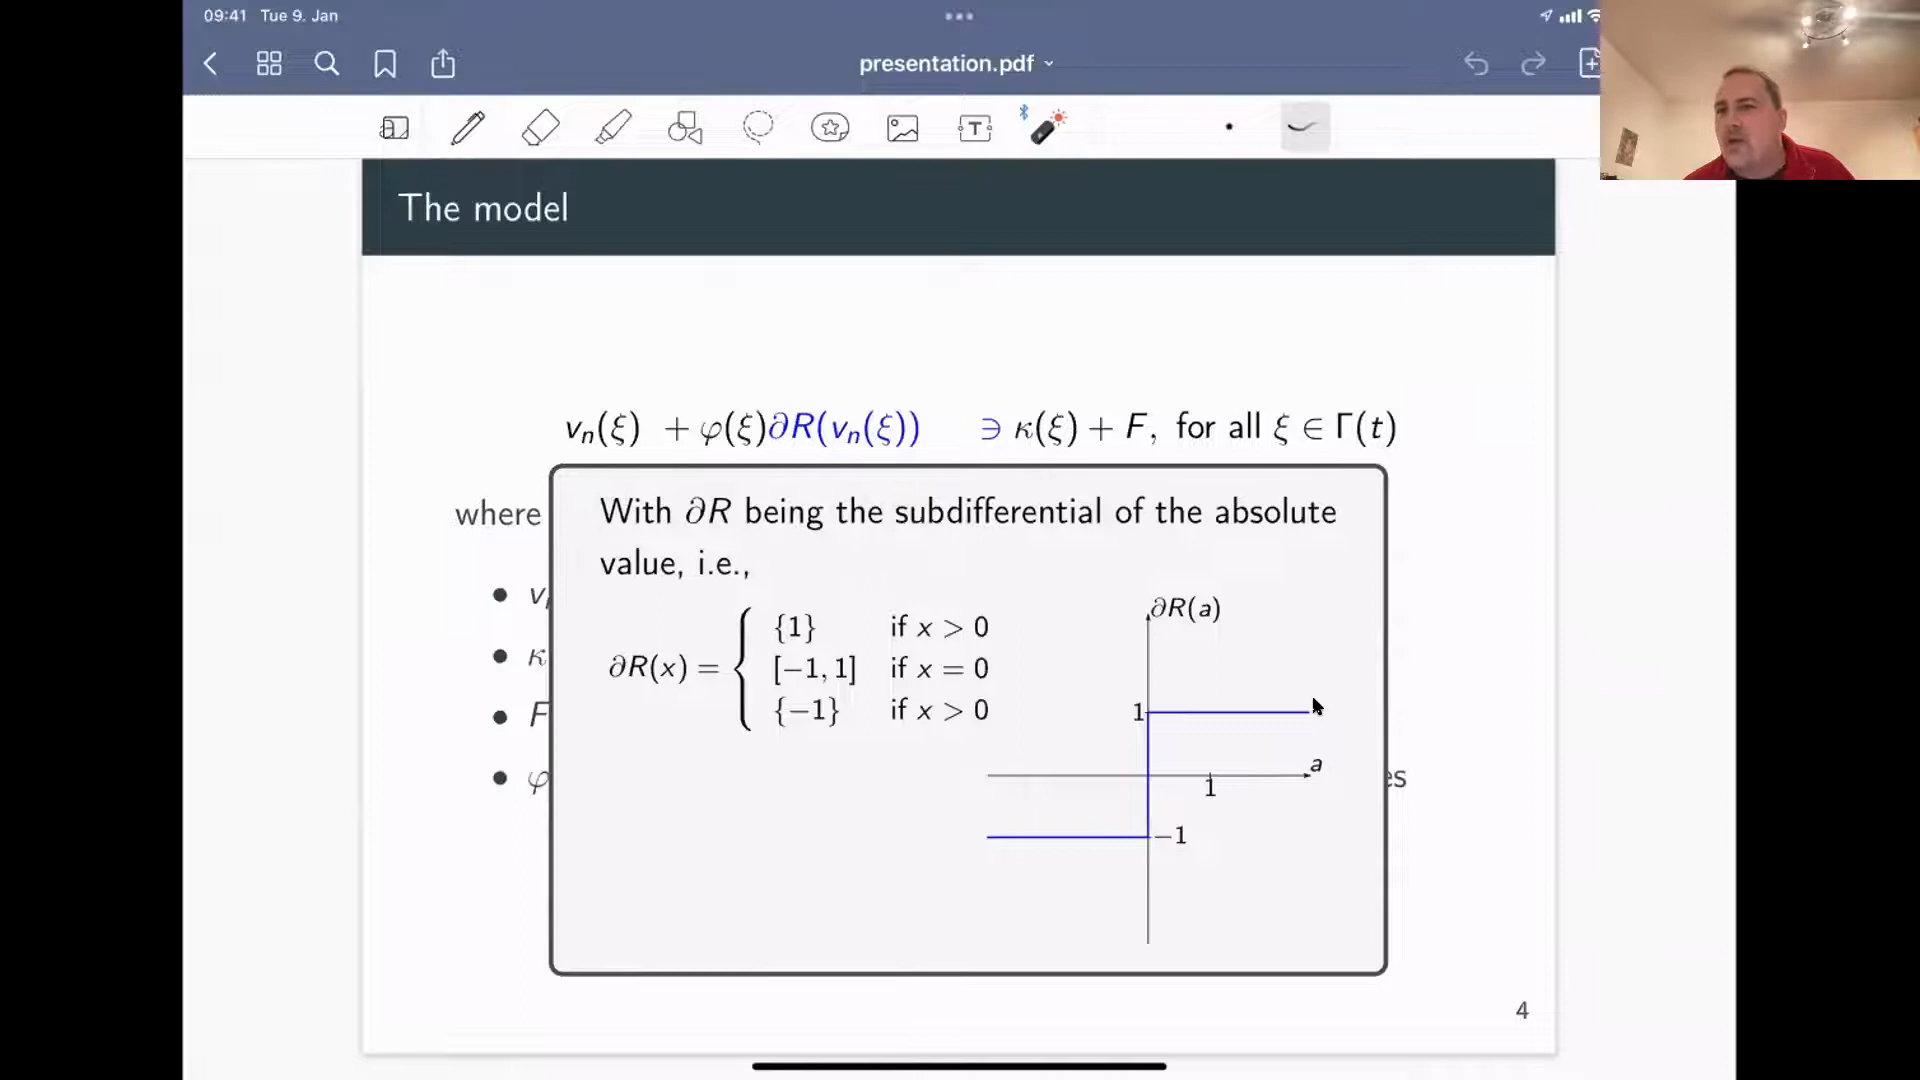 09:41 Tue 9. Jan
presentation.pdf
The model
vₙ(ξ) + φ(ξ)∂R(vₙ(ξ)) ∋ κ(ξ) + F, for all ξ ∈ Γ(t)
where
With ∂R being the subdifferential of the absolute
value, i.e.,
∂R(x) = { {1} if x > 0
[−1, 1] if x = 0
{−1} if x > 0
∂R(a)
1
a
1
−1
• v
• κ
• F
• φ es
4